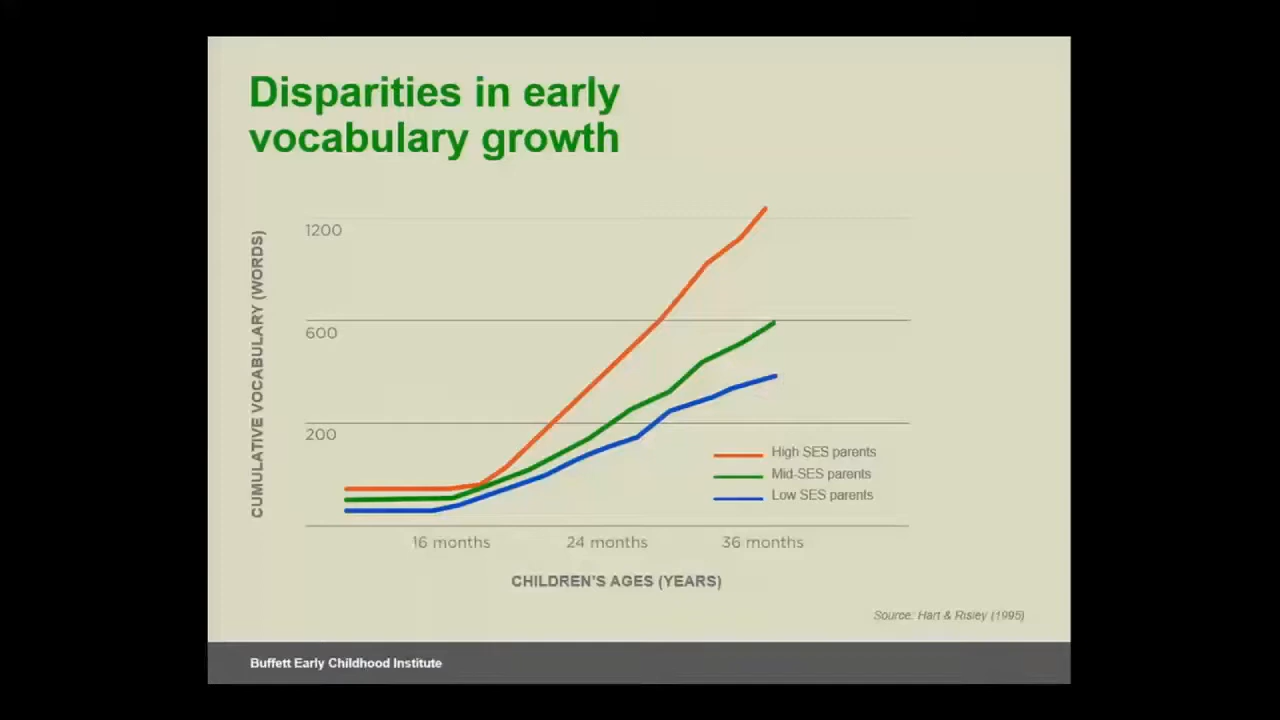 Disparities in early
vocabulary growth
CUMULATIVE VOCABULARY (WORDS)
1200
600
200
High SES parents
Mid-SES parents
Low SES parents
16 months
24 months
36 months
CHILDREN'S AGES (YEARS)
Source: Hart & Risley (1995)
Buffett Early Childhood Institute